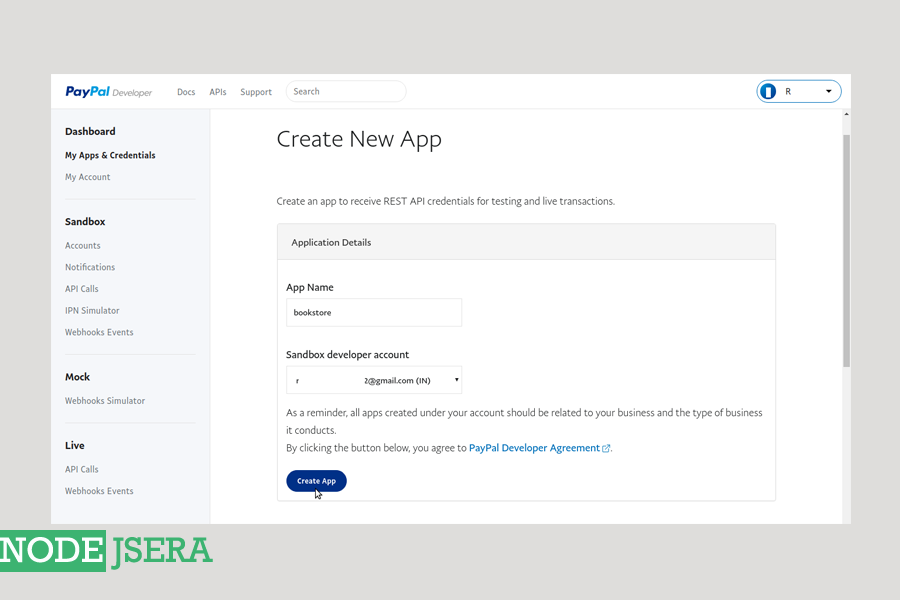 PayPal Developer
Docs APIs Support Search R
Dashboard
My Apps & Credentials
My Account
Sandbox
Accounts
Notifications
API Calls
IPN Simulator
Webhooks Events
Mock
Webhooks Simulator
Live
API Calls
Webhooks Events
Create New App
Create an app to receive REST API credentials for testing and live transactions.
Application Details
App Name
bookstore
Sandbox developer account
r 2@gmail.com (IN)
As a reminder, all apps created under your account should be related to your business and the type of business
it conducts.
By clicking the button below, you agree to PayPal Developer Agreement.
Create App
NODE JSERA